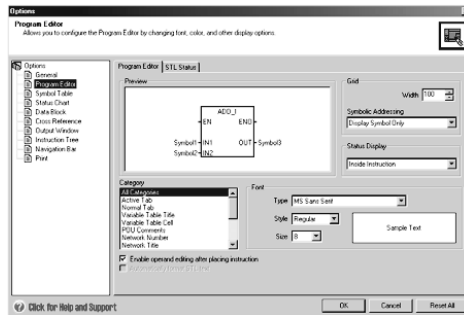 Options
Program Editor
Allows you to configure the Program Editor by changing font, color, and other display options.
Options
General
Program Editor
Symbol Table
Status Chart
Data Block
Cross Reference
Output Window
Instruction Tree
Navigation Bar
Print
Program Editor
STL Status
Preview
ADD_I
EN
ENO
Symbol1
IN1
OUT
Symbol3
Symbol2
IN2
Grid
Width
100
Symbolic Addressing
Display Symbol Only
Status Display
Inside Instruction
Category
All Categories
Active Tab
Normal Tab
Variable Table Title
Variable Table Cell
POU Comments
Network Number
Network Title
Font
Type
MS Sans Serif
Style
Regular
Size
8
Sample Text
Enable operand editing after placing instruction
Click for Help and Support
OK
Cancel
Reset All